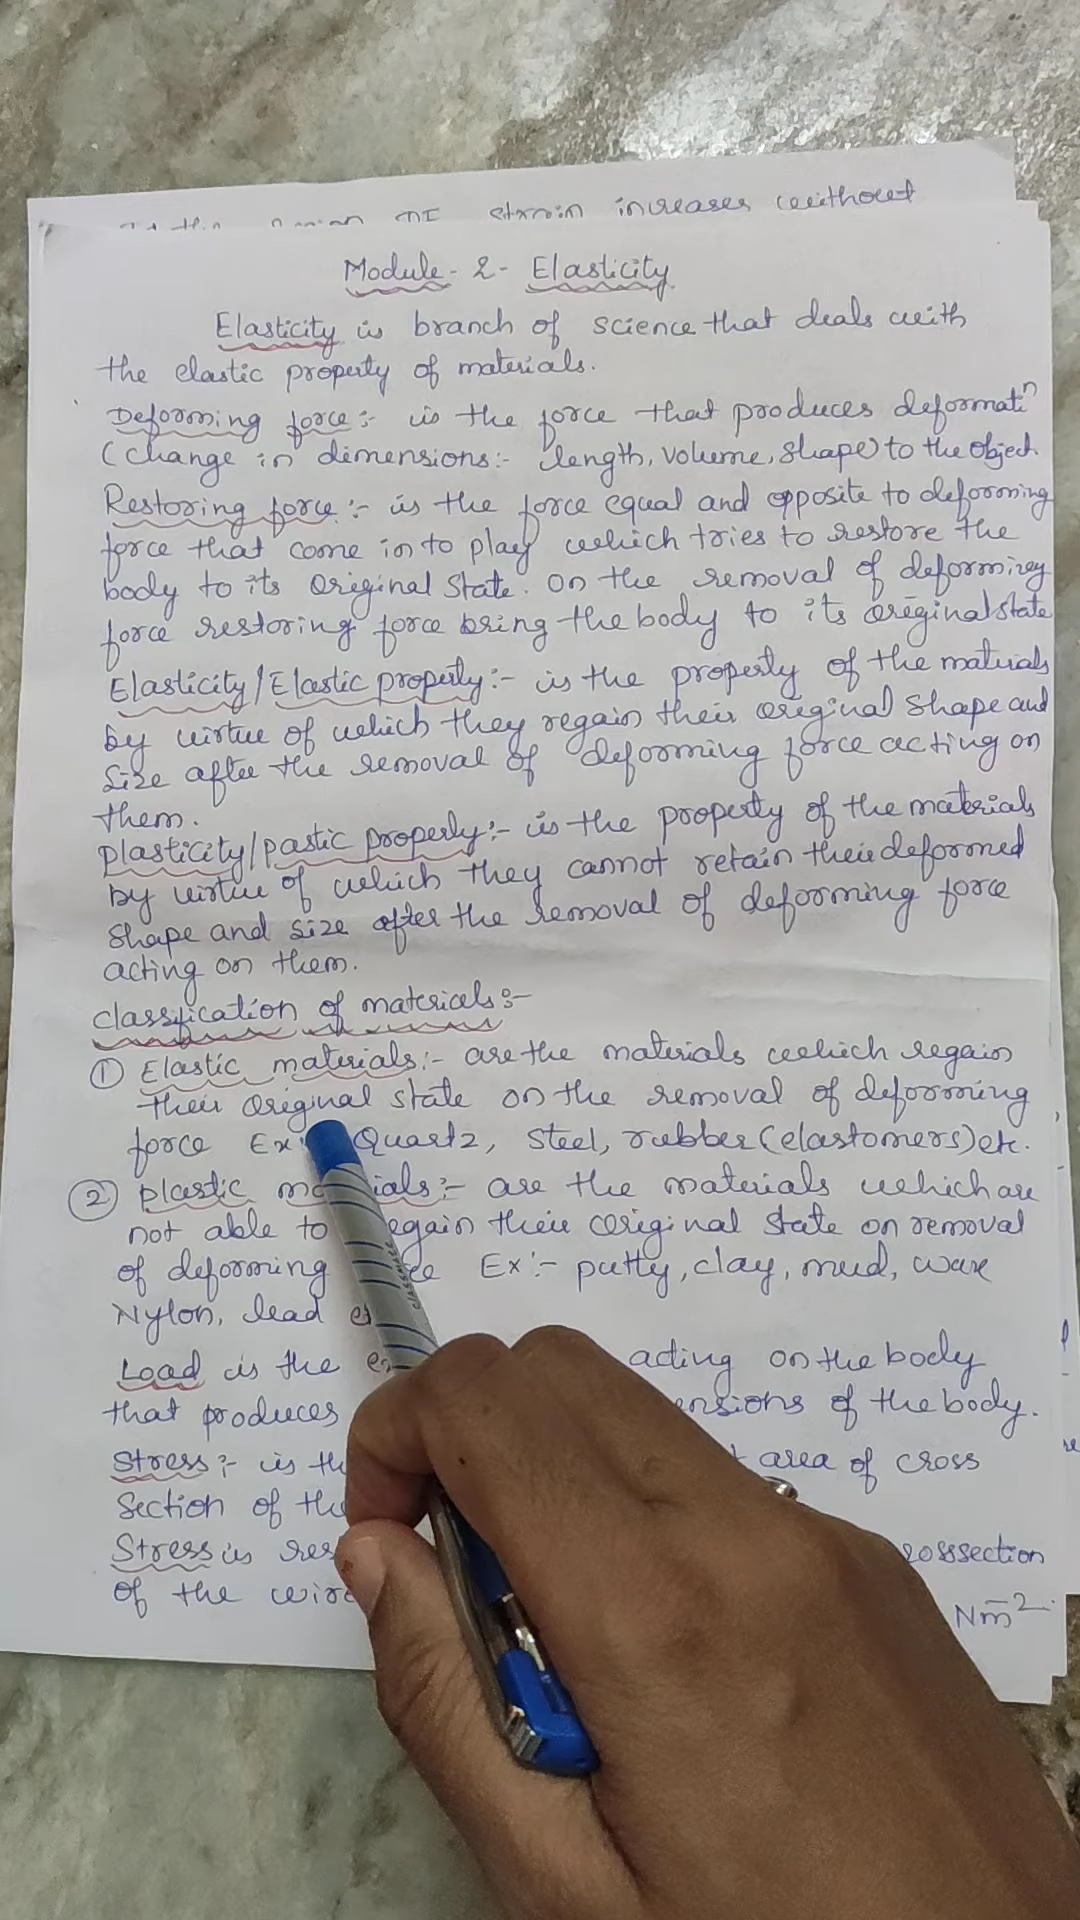 strain increases without
Module - 2 - Elasticity
Elasticity is branch of science that deals with
the elastic property of materials.
Deforming force :- is the force that produces deformatiⁿ
(change in dimensions:- length, volume, shape) to the object.
Restoring force :- is the force equal and opposite to deforming
force that come in to play which tries to restore the
body to its original state. On the removal of deforming
force restoring force bring the body to its original state
Elasticity / Elastic property :- is the property of the materials
by virtue of which they regain their original shape and
size after the removal of deforming force acting on
them.
plasticity / pastic property :- is the property of the materials
by virtue of which they cannot retain their deformed
shape and size after the removal of deforming force
acting on them.
classification of materials :-
① Elastic materials :- are the materials which regain
their original state on the removal of deforming
force Ex: Quartz, Steel, rubber (elastomers) etc.
② plastic ials :- are the materials which are
not able to egain their original state on removal
of deforming Ex :- putty, clay, mud, wax
Nylon, lead
Load is the acting on the body
that produces ensions of the body.
Stress :- is th area of cross
Section of the
Stress is res rosssection
of the wire Nm⁻²